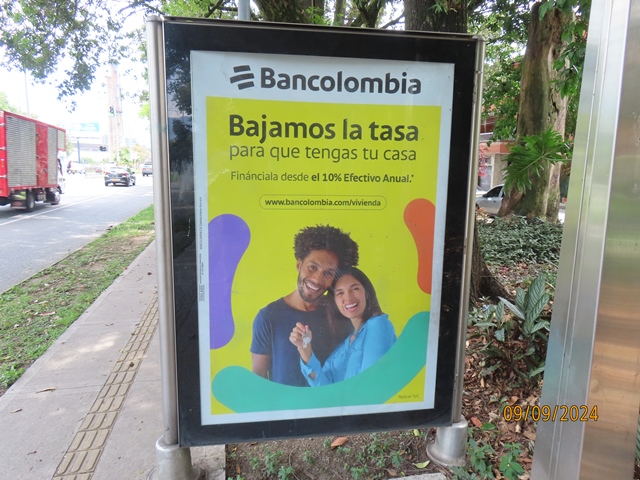 Bancolombia
Bajamos la tasa
para que tengas tu casa
Finánciala desde el 10% Efectivo Anual.*
www.bancolombia.com/vivienda
09/09/2024